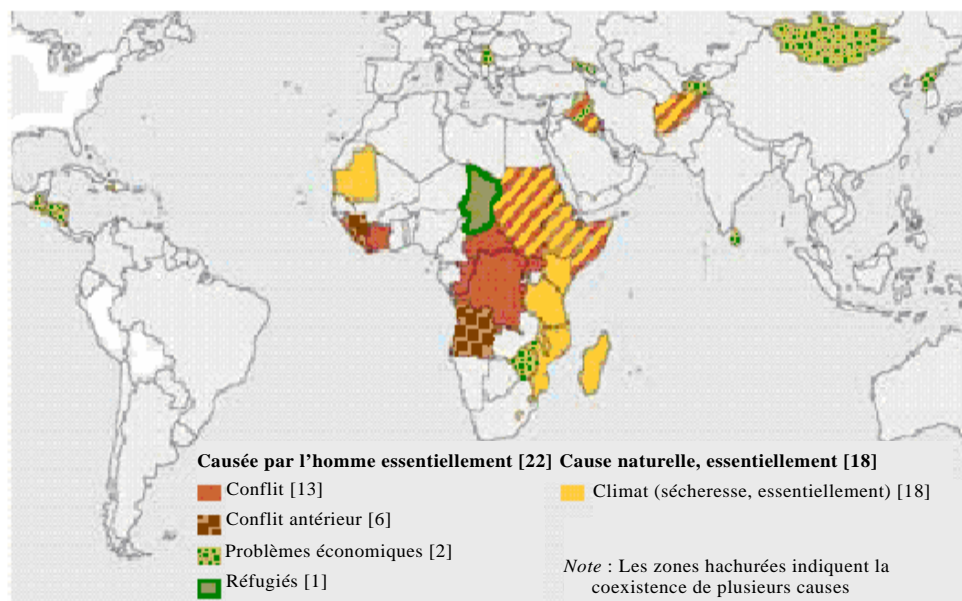 Causée par l’homme essentiellement [22]
Conflit [13]
Conflit antérieur [6]
Problèmes économiques [2]
Réfugiés [1]
Cause naturelle, essentiellement [18]
Climat (sécheresse, essentiellement) [18]
Note : Les zones hachurées indiquent la
coexistence de plusieurs causes